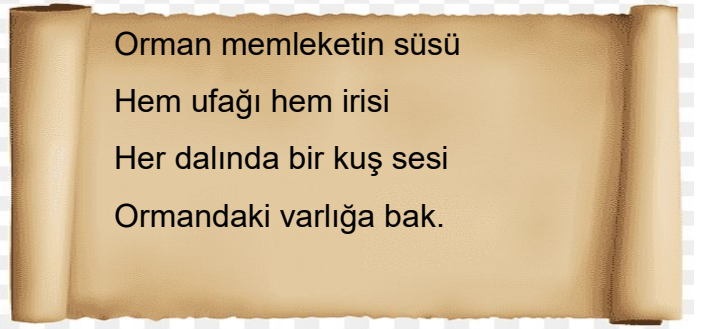 Orman memleketin süsü
Hem ufağı hem irisi
Her dalında bir kuş sesi
Ormandaki varlığa bak.